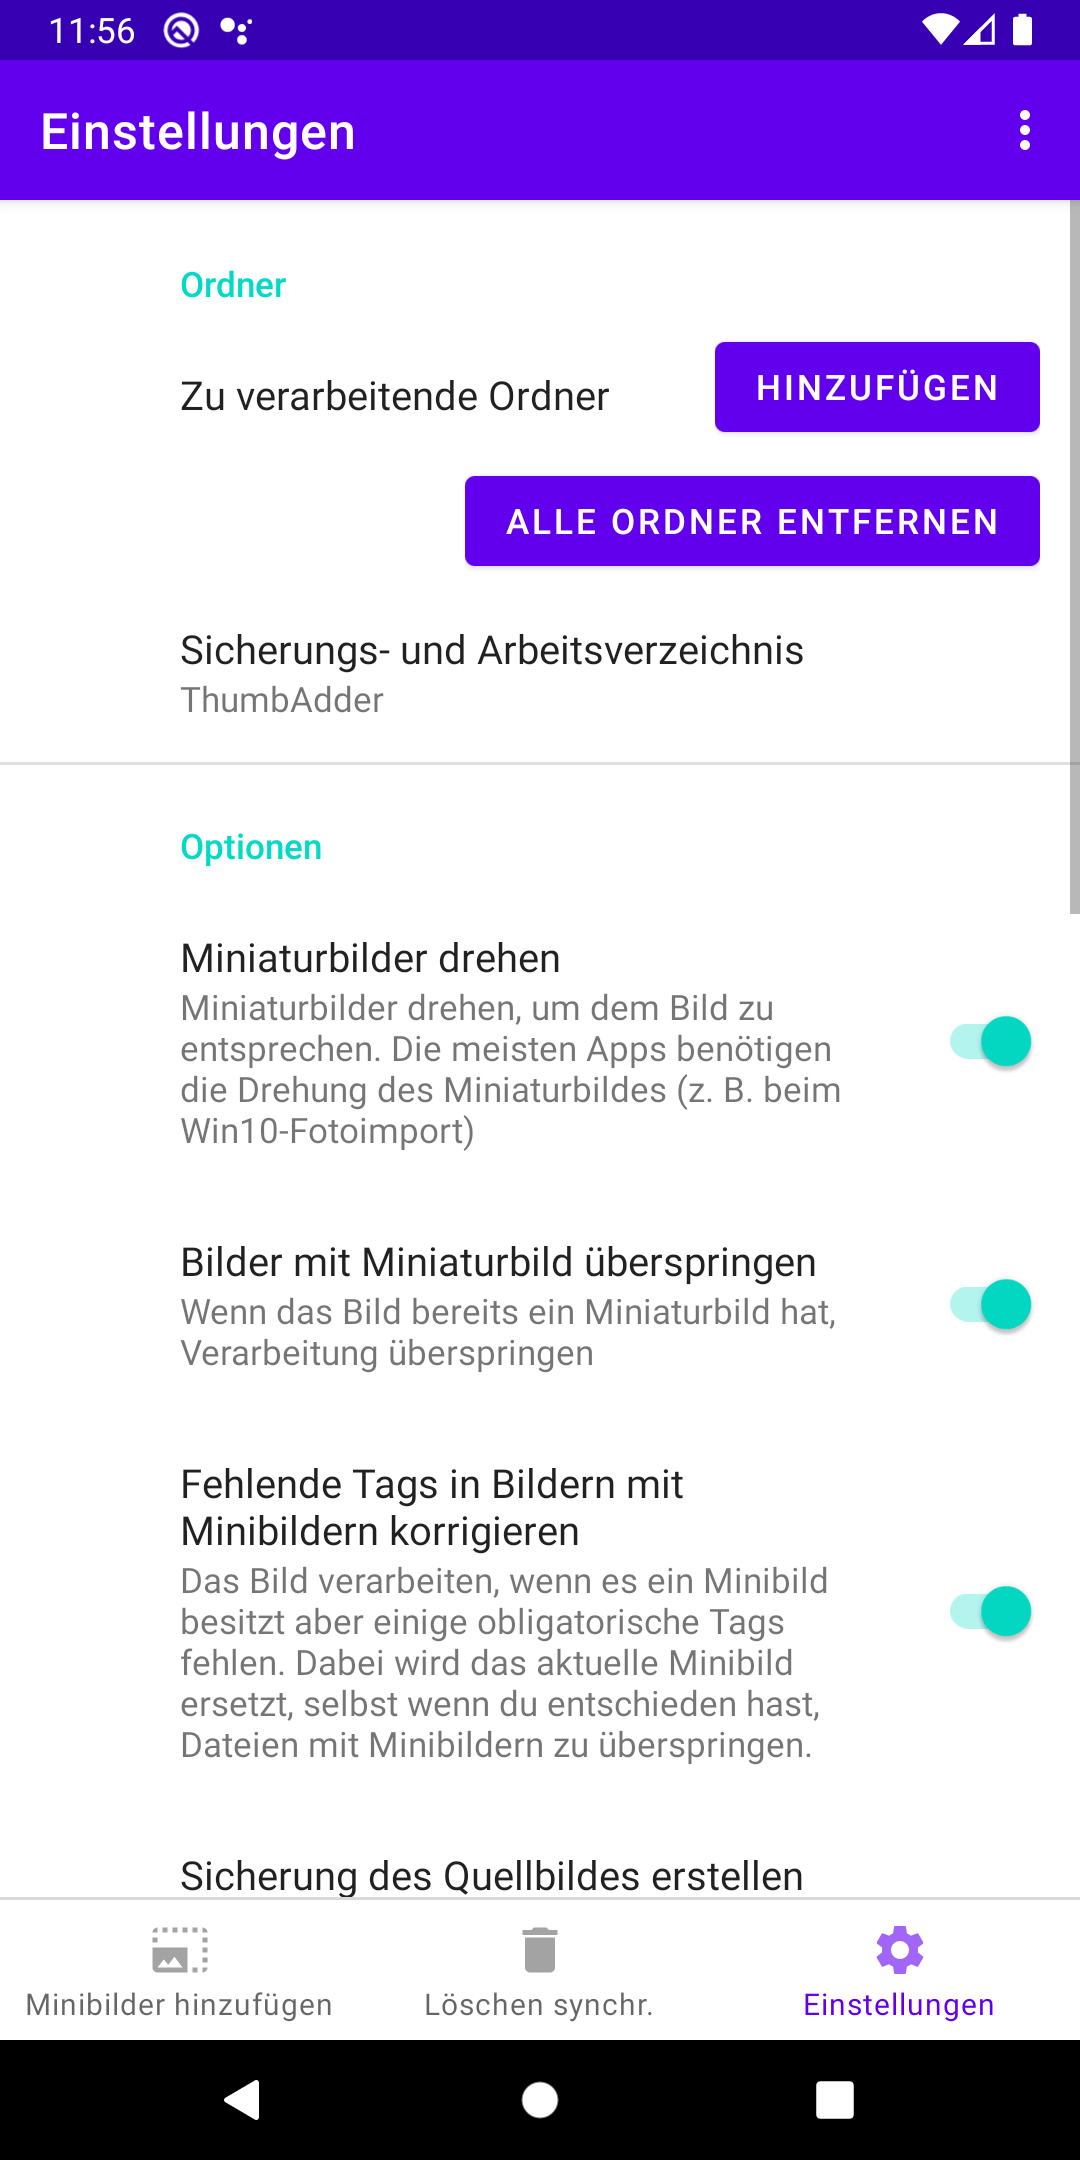 11:56
Einstellungen
Ordner
Zu verarbeitende Ordner
HINZUFÜGEN
ALLE ORDNER ENTFERNEN
Sicherungs- und Arbeitsverzeichnis
ThumbAdder
Optionen
Miniaturbilder drehen
Miniaturbilder drehen, um dem Bild zu
entsprechen. Die meisten Apps benötigen
die Drehung des Miniaturbildes (z. B. beim
Win10-Fotoimport)
Bilder mit Miniaturbild überspringen
Wenn das Bild bereits ein Miniaturbild hat,
Verarbeitung überspringen
Fehlende Tags in Bildern mit
Minibildern korrigieren
Das Bild verarbeiten, wenn es ein Minibild
besitzt aber einige obligatorische Tags
fehlen. Dabei wird das aktuelle Minibild
ersetzt, selbst wenn du entschieden hast,
Dateien mit Minibildern zu überspringen.
Sicherung des Quellbildes erstellen
Minibilder hinzufügen
Löschen synchr.
Einstellungen